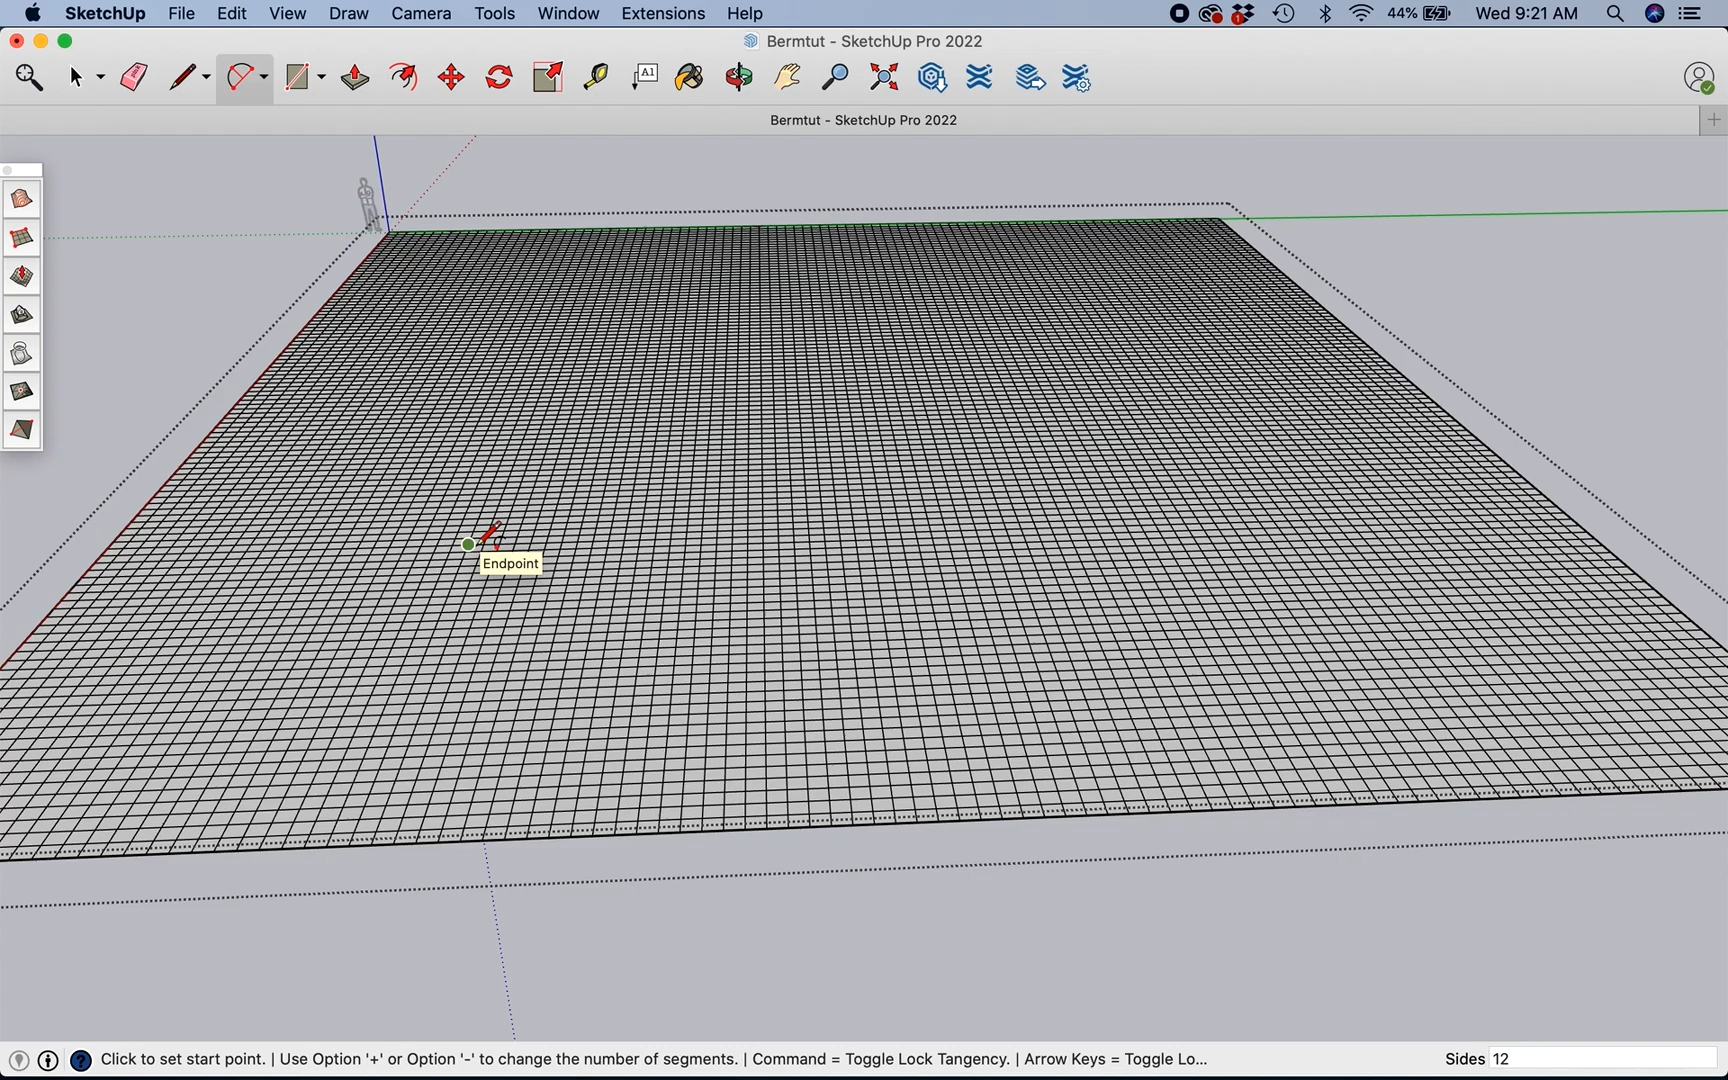 SketchUp File Edit View Draw Camera Tools Window Extensions Help 1 44% Wed 9:21 AM
Bermtut - SketchUp Pro 2022
A1
Bermtut - SketchUp Pro 2022
Endpoint
Click to set start point. | Use Option '+' or Option '-' to change the number of segments. | Command = Toggle Lock Tangency. | Arrow Keys = Toggle Lo... Sides 12